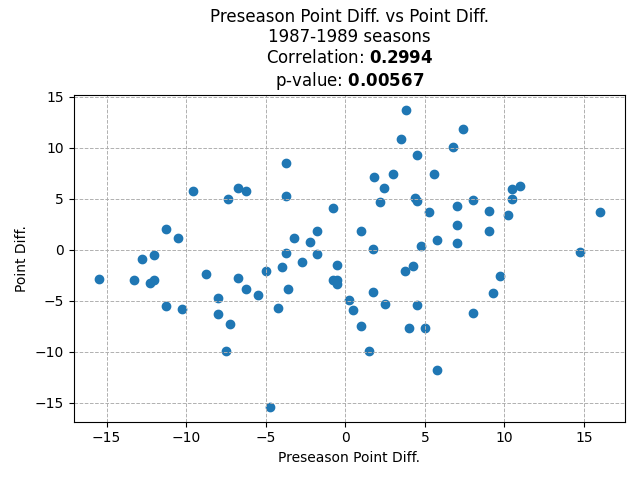 Preseason Point Diff. vs Point Diff.
1987-1989 seasons
Correlation: 0.2994
p-value: 0.00567
15
10
5
0
−5
−10
−15
Point Diff.
−15 −10 −5 0 5 10 15
Preseason Point Diff.